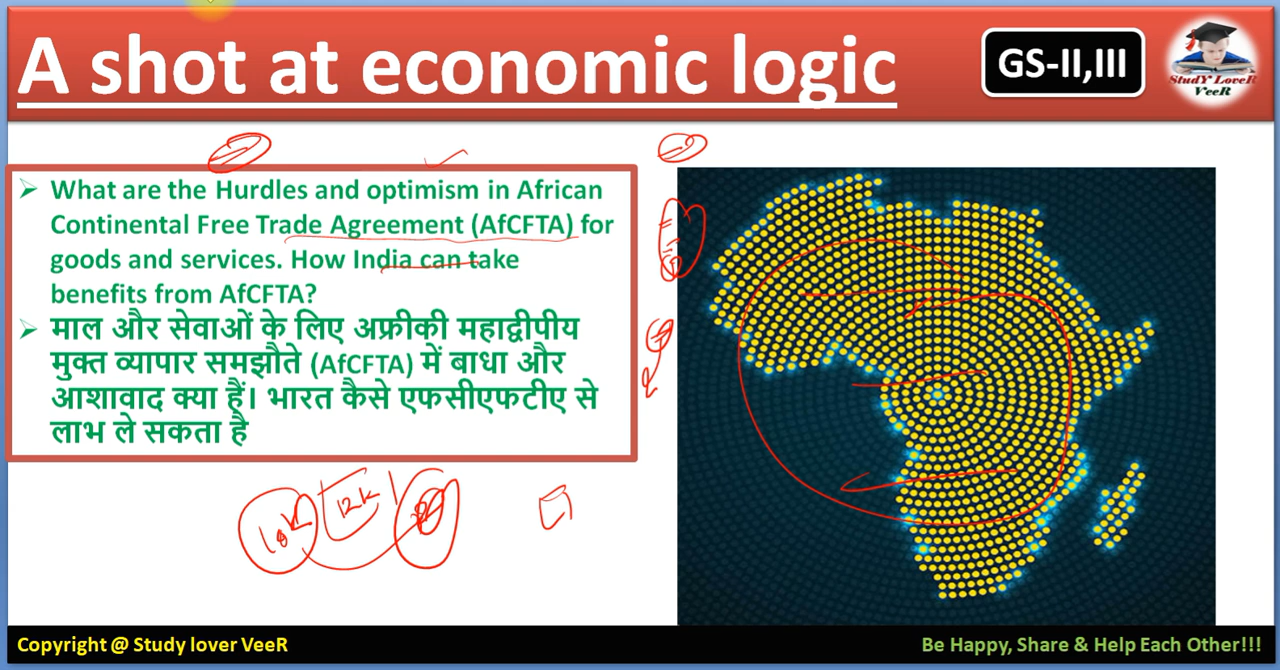 A shot at economic logic
GS-II,III
StudY LoveR
VeeR
What are the Hurdles and optimism in African
Continental Free Trade Agreement (AfCFTA) for
goods and services. How India can take
benefits from AfCFTA?
माल और सेवाओं के लिए अफ्रीकी महाद्वीपीय
मुक्त व्यापार समझौते (AfCFTA) में बाधा और
आशावाद क्या हैं। भारत कैसे एफसीएफटीए से
लाभ ले सकता है
10k
12k
Copyright @ Study lover VeeR
Be Happy, Share & Help Each Other!!!